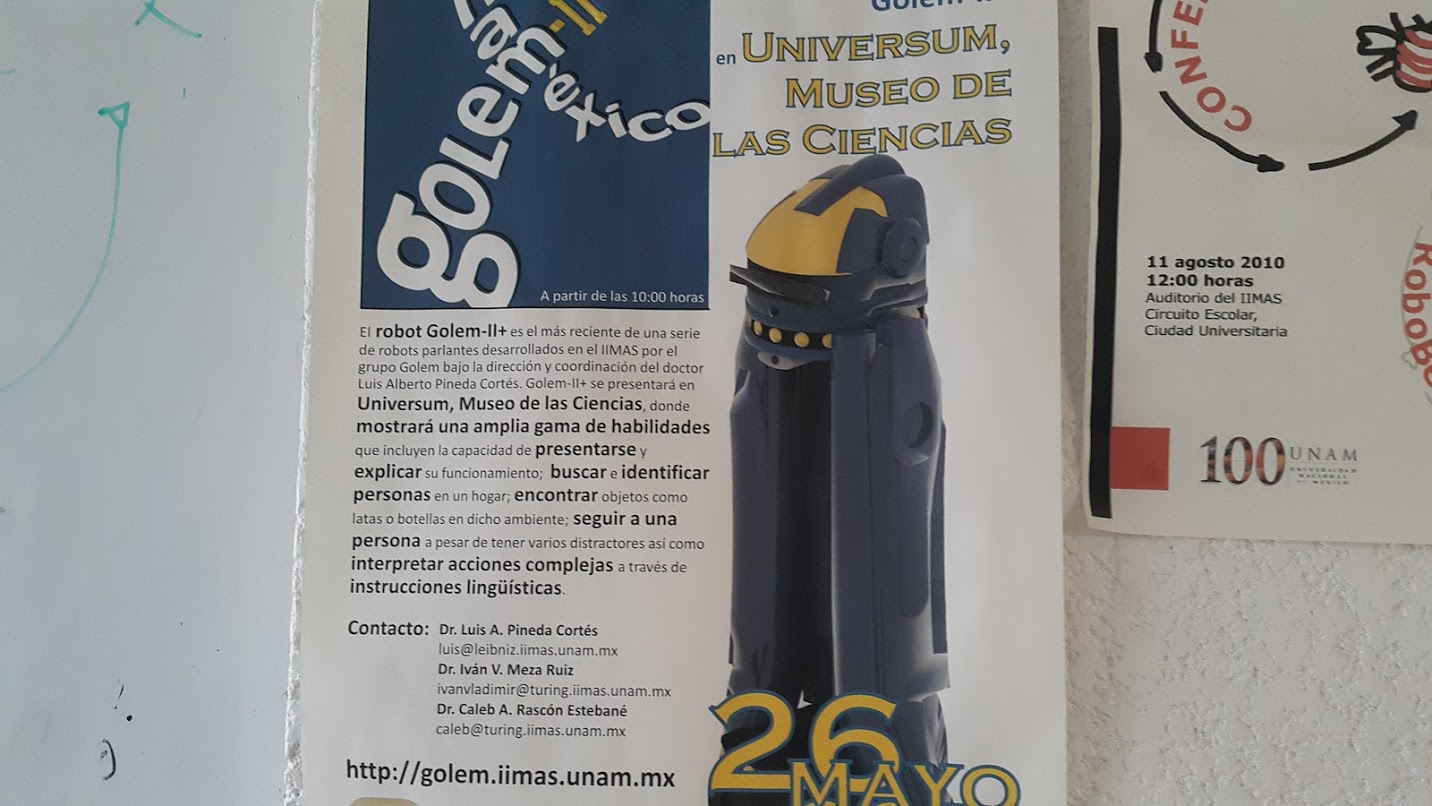 golem-II
México
A partir de las 10:00 horas
Golem-II
en UNIVERSUM,
MUSEO DE
LAS CIENCIAS
El robot Golem-II+ es el más reciente de una serie
de robots parlantes desarrollados en el IIMAS por el
grupo Golem bajo la dirección y coordinación del doctor
Luis Alberto Pineda Cortés. Golem-II+ se presentará en
Universum, Museo de las Ciencias, donde
mostrará una amplia gama de habilidades
que incluyen la capacidad de presentarse y
explicar su funcionamiento; buscar e identificar
personas en un hogar; encontrar objetos como
latas o botellas en dicho ambiente; seguir a una
persona a pesar de tener varios distractores así como
interpretar acciones complejas a través de
instrucciones lingüísticas.
Contacto: Dr. Luis A. Pineda Cortés
luis@leibniz.iimas.unam.mx
Dr. Iván V. Meza Ruiz
ivanvladimir@turing.iimas.unam.mx
Dr. Caleb A. Rascón Estebané
caleb@turing.iimas.unam.mx
http://golem.iimas.unam.mx
26
MAYO
CONFE
11 agosto 2010
12:00 horas
Auditorio del IIMAS
Circuito Escolar,
Ciudad Universitaria
RoboBe
100 UNAM
UNIVERSIDAD
NACIONAL
DE MÉXICO